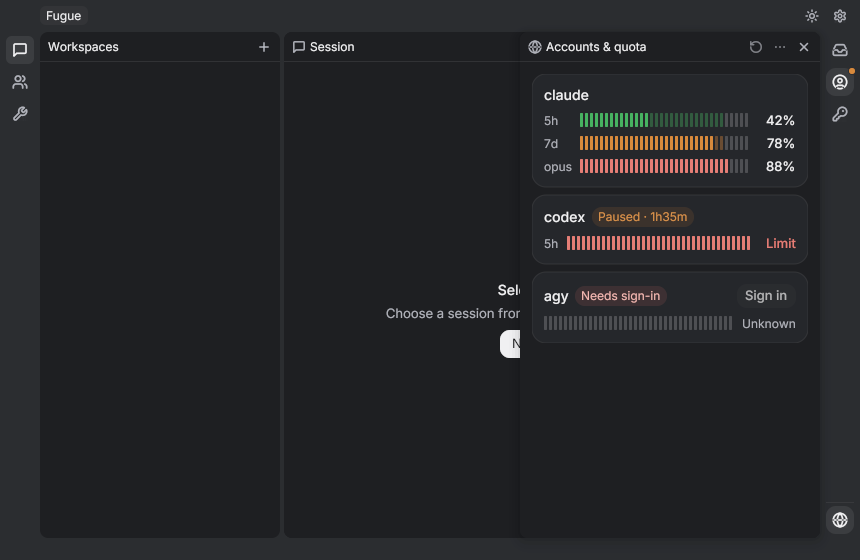 Fugue
Workspaces
Session
Accounts & quota
claude
5h 42%
7d 78%
opus 88%
codex Paused · 1h35m
5h Limit
agy Needs sign-in Sign in
Unknown
Choose a session